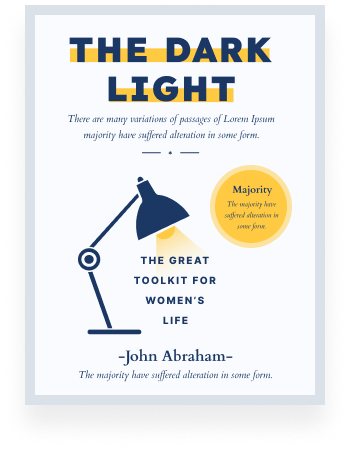 THE DARK
LIGHT
There are many variations of passages of Lorem Ipsum
majority have suffered alteration in some form.
Majority
The majority have
suffered alteration in
some form.
THE GREAT
TOOLKIT FOR
WOMEN'S
LIFE
-John Abraham-
The majority have suffered alteration in some form.